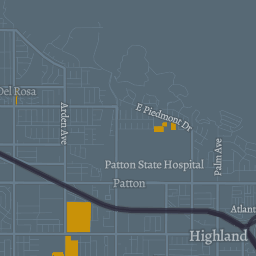 Del Rosa
E Piedmont Dr
Arden Ave
Palm Ave
Patton State Hospital
Patton
Atlant
Highland